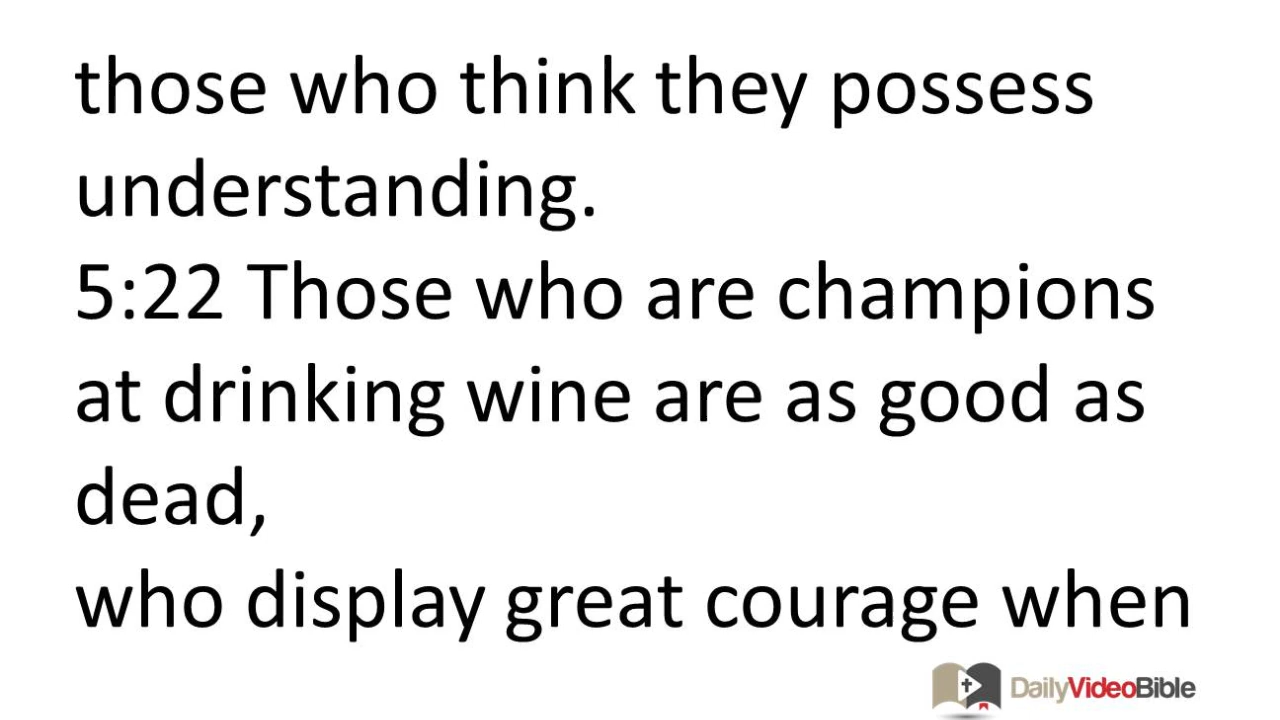 those who think they possess
understanding.
5:22 Those who are champions
at drinking wine are as good as
dead,
who display great courage when
DailyVideoBible